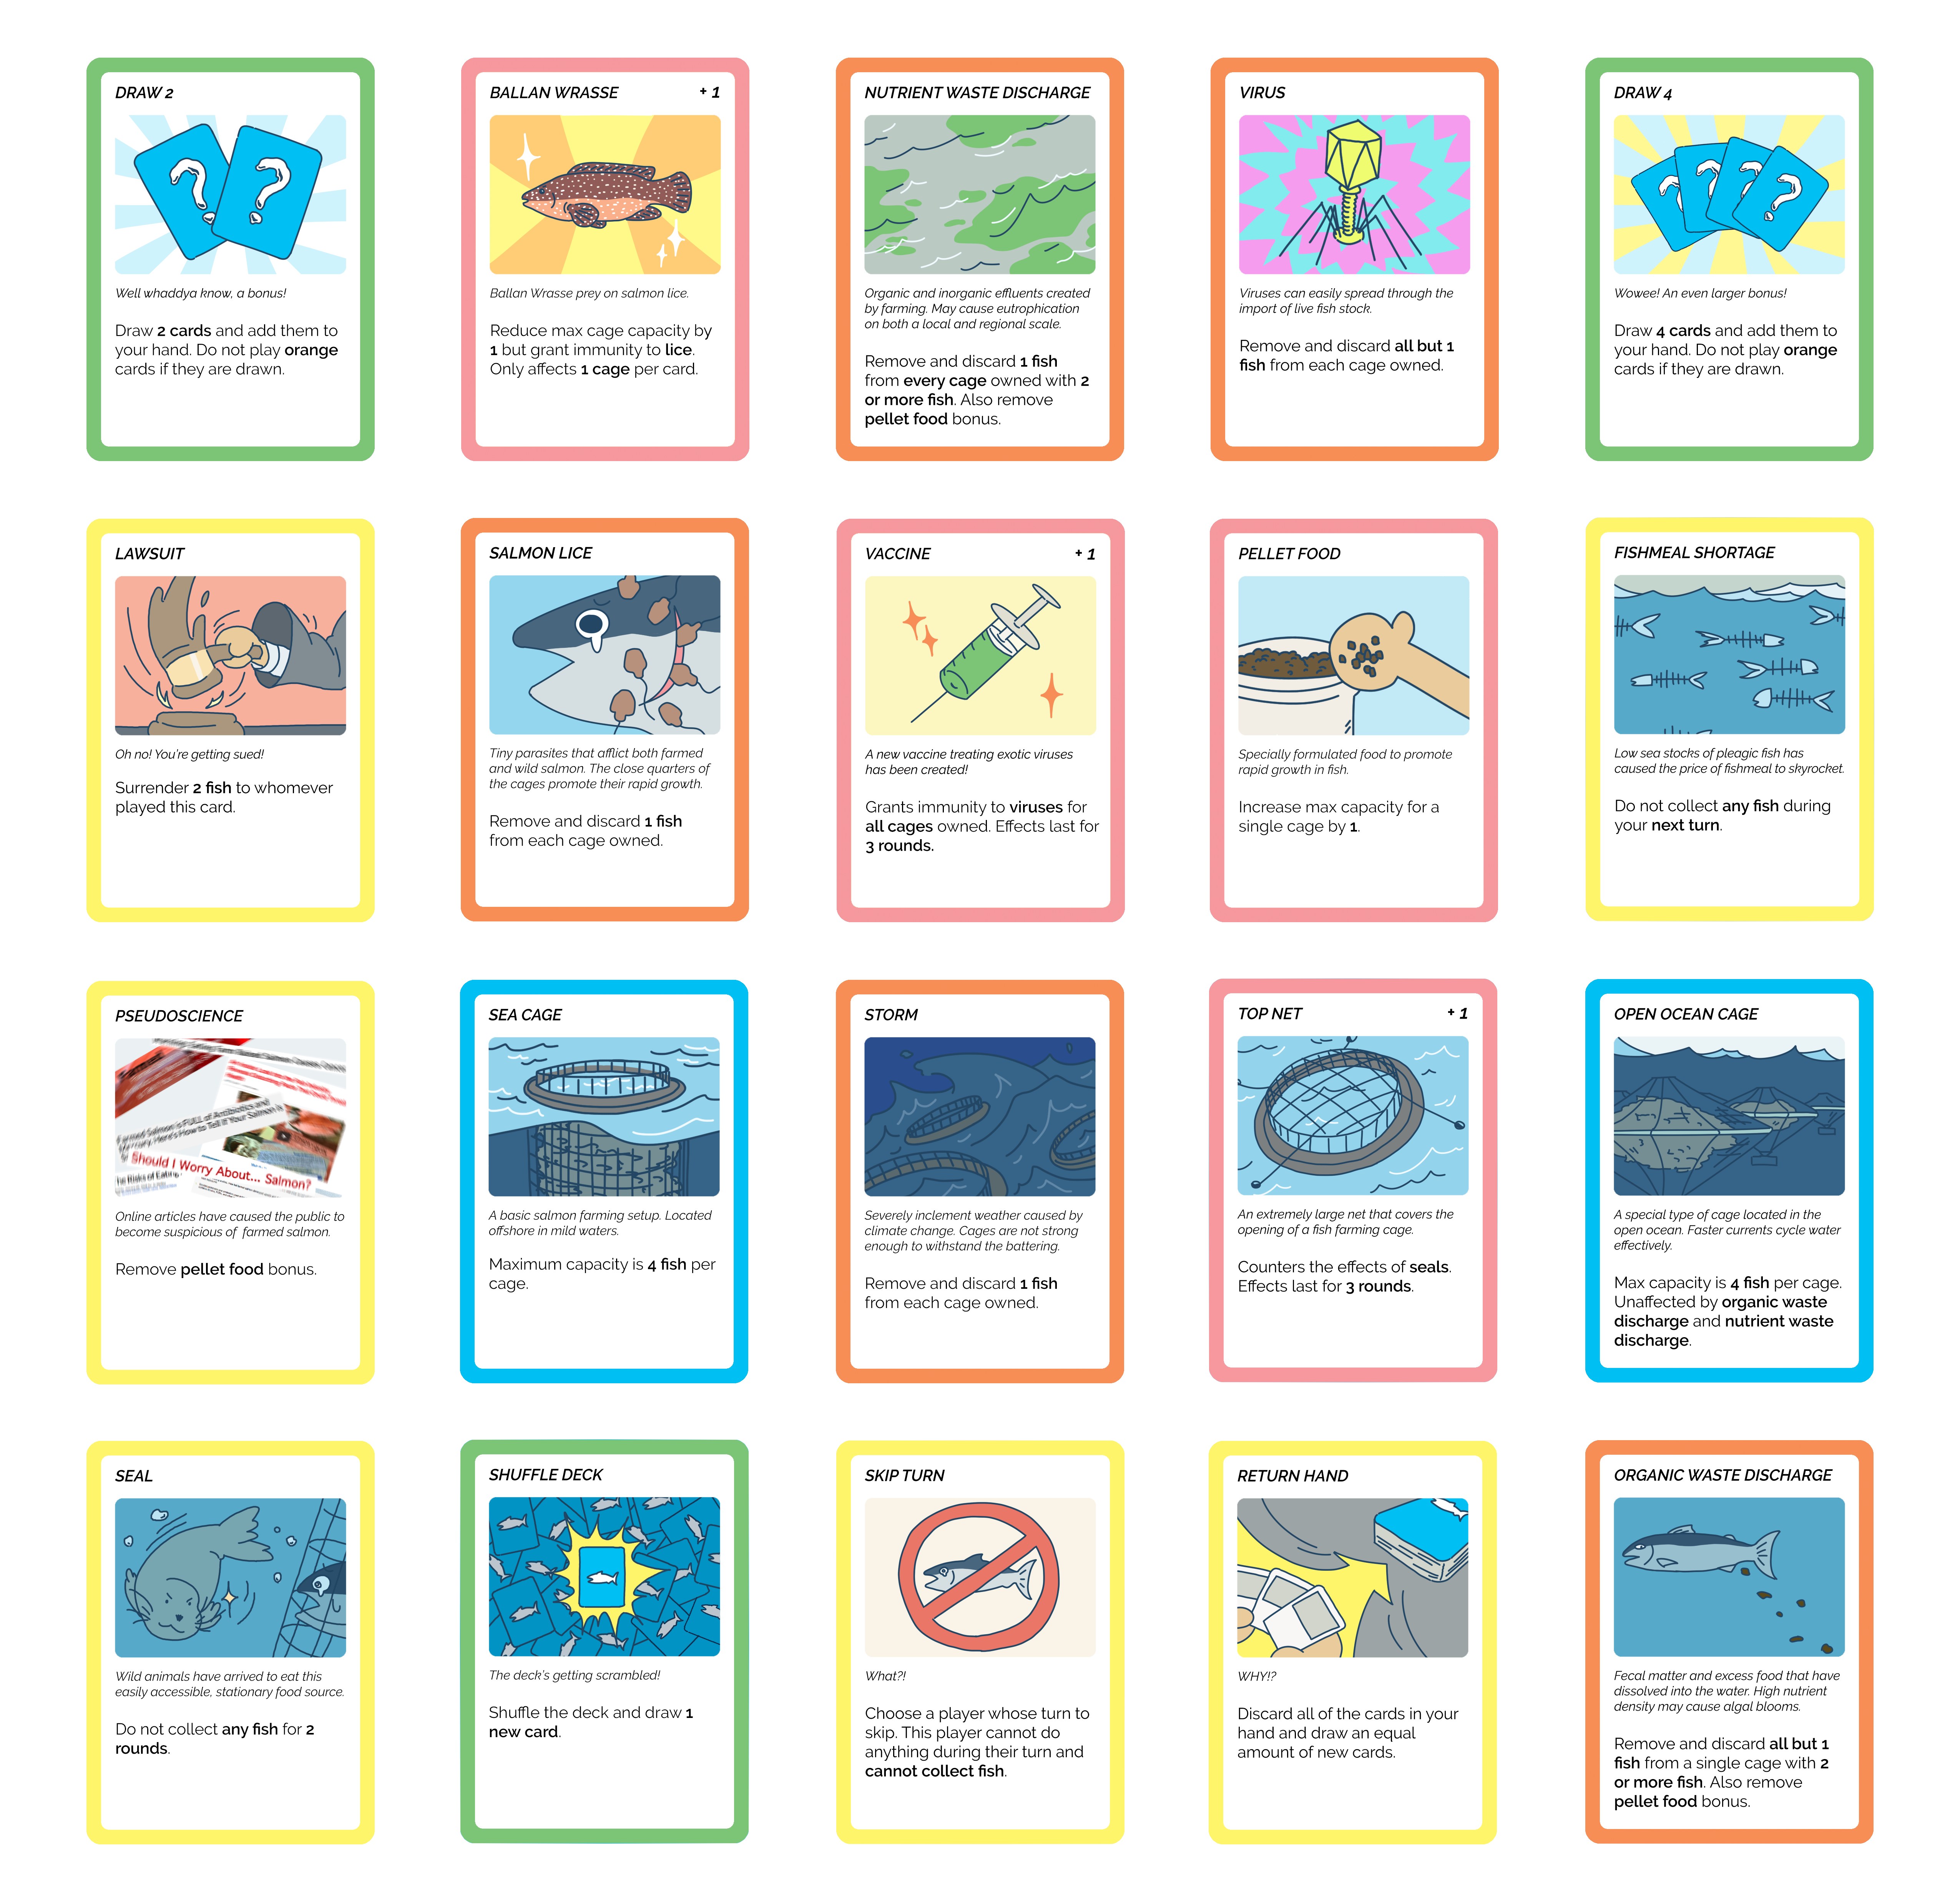 DRAW 2
Well whaddya know, a bonus!
Draw 2 cards and add them to
your hand. Do not play orange
cards if they are drawn.
BALLAN WRASSE + 1
Ballan Wrasse prey on salmon lice.
Reduce max cage capacity by
1 but grant immunity to lice.
Only affects 1 cage per card.
NUTRIENT WASTE DISCHARGE
Organic and inorganic effluents created
by farming. May cause eutrophication
on both a local and regional scale.
Remove and discard 1 fish
from every cage owned with 2
or more fish. Also remove
pellet food bonus.
VIRUS
Viruses can easily spread through the
import of live fish stock.
Remove and discard all but 1
fish from each cage owned.
DRAW 4
Wowee! An even larger bonus!
Draw 4 cards and add them to
your hand. Do not play orange
cards if they are drawn.
LAWSUIT
Oh no! You're getting sued!
Surrender 2 fish to whomever
played this card.
SALMON LICE
Tiny parasites that afflict both farmed
and wild salmon. The close quarters of
the cages promote their rapid growth.
Remove and discard 1 fish
from each cage owned.
VACCINE + 1
A new vaccine treating exotic viruses
has been created!
Grants immunity to viruses for
all cages owned. Effects last for
3 rounds.
PELLET FOOD
Specially formulated food to promote
rapid growth in fish.
Increase max capacity for a
single cage by 1.
FISHMEAL SHORTAGE
Low sea stocks of pleagic fish has
caused the price of fishmeal to skyrocket.
Do not collect any fish during
your next turn.
PSEUDOSCIENCE
Farmed Salmon is FULL of Antibiotics and
Mercury. Here's How to Tell if Your Salmon is
Should I Worry About... Salmon?
he Risks of Eating
Online articles have caused the public to
become suspicious of farmed salmon.
Remove pellet food bonus.
SEA CAGE
A basic salmon farming setup. Located
offshore in mild waters.
Maximum capacity is 4 fish per
cage.
STORM
Severely inclement weather caused by
climate change. Cages are not strong
enough to withstand the battering.
Remove and discard 1 fish
from each cage owned.
TOP NET + 1
An extremely large net that covers the
opening of a fish farming cage.
Counters the effects of seals.
Effects last for 3 rounds.
OPEN OCEAN CAGE
A special type of cage located in the
open ocean. Faster currents cycle water
effectively.
Max capacity is 4 fish per cage.
Unaffected by organic waste
discharge and nutrient waste
discharge.
SEAL
Wild animals have arrived to eat this
easily accessible, stationary food source.
Do not collect any fish for 2
rounds.
SHUFFLE DECK
The deck's getting scrambled!
Shuffle the deck and draw 1
new card.
SKIP TURN
What?!
Choose a player whose turn to
skip. This player cannot do
anything during their turn and
cannot collect fish.
RETURN HAND
WHY!?
Discard all of the cards in your
hand and draw an equal
amount of new cards.
ORGANIC WASTE DISCHARGE
Fecal matter and excess food that have
dissolved into the water. High nutrient
density may cause algal blooms.
Remove and discard all but 1
fish from a single cage with 2
or more fish. Also remove
pellet food bonus.